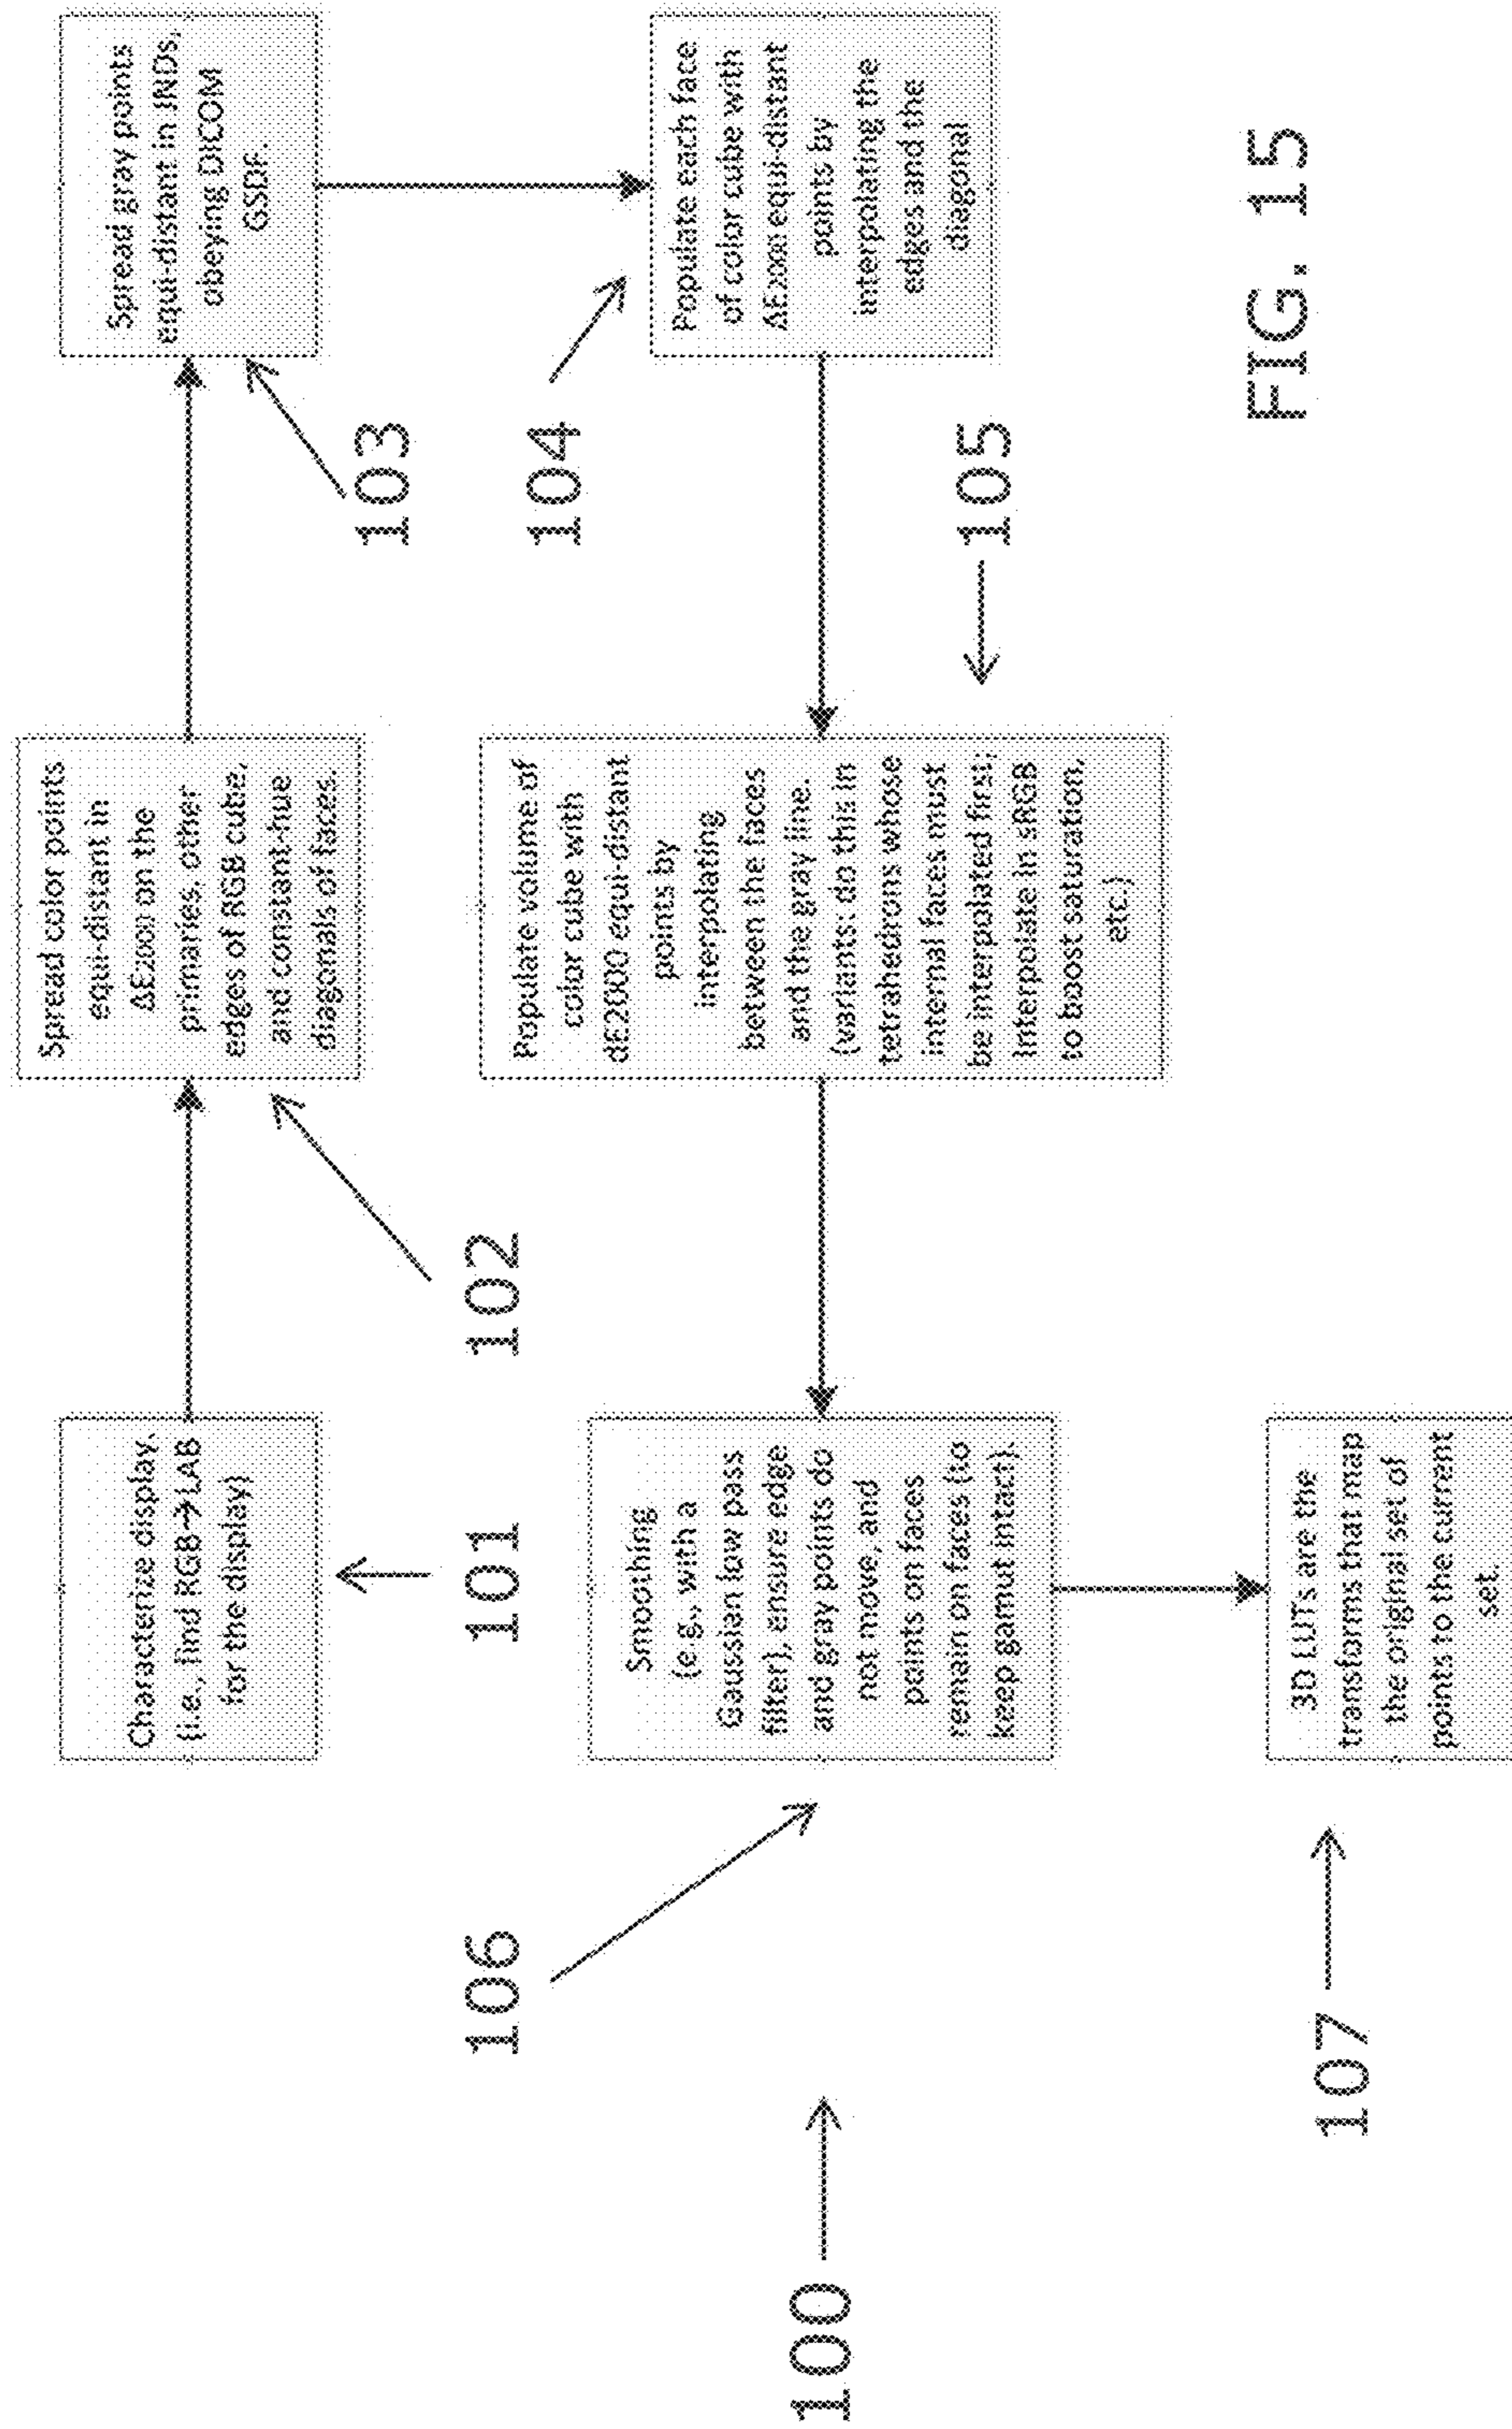 Characterize display.
(i.e., find RGB→LAB
for the display)
101
Spread color points
equi-distant in
ΔE2000 on the
primaries, other
edges of RGB cube,
and constant-hue
diagonals of faces.
102
Spread gray points
equi-distant in JNDs,
obeying DICOM
GSDF.
103
Populate each face
of color cube with
ΔE2000 equi-distant
points by
interpolating the
edges and the
diagonal
104
Populate volume of
color cube with
dE2000 equi-distant
points by
interpolating
between the faces
and the gray line.
(variants: do this in
tetrahedrons whose
internal faces must
be interpolated first;
interpolate in sRGB
to boost saturation,
etc.)
105
Smoothing
(e.g., with a
Gaussian low pass
filter), ensure edge
and gray points do
not move, and
points on faces
remain on faces (to
keep gamut intact).
106
3D LUTs are the
transforms that map
the original set of
points to the current
set.
107
100
FIG. 15